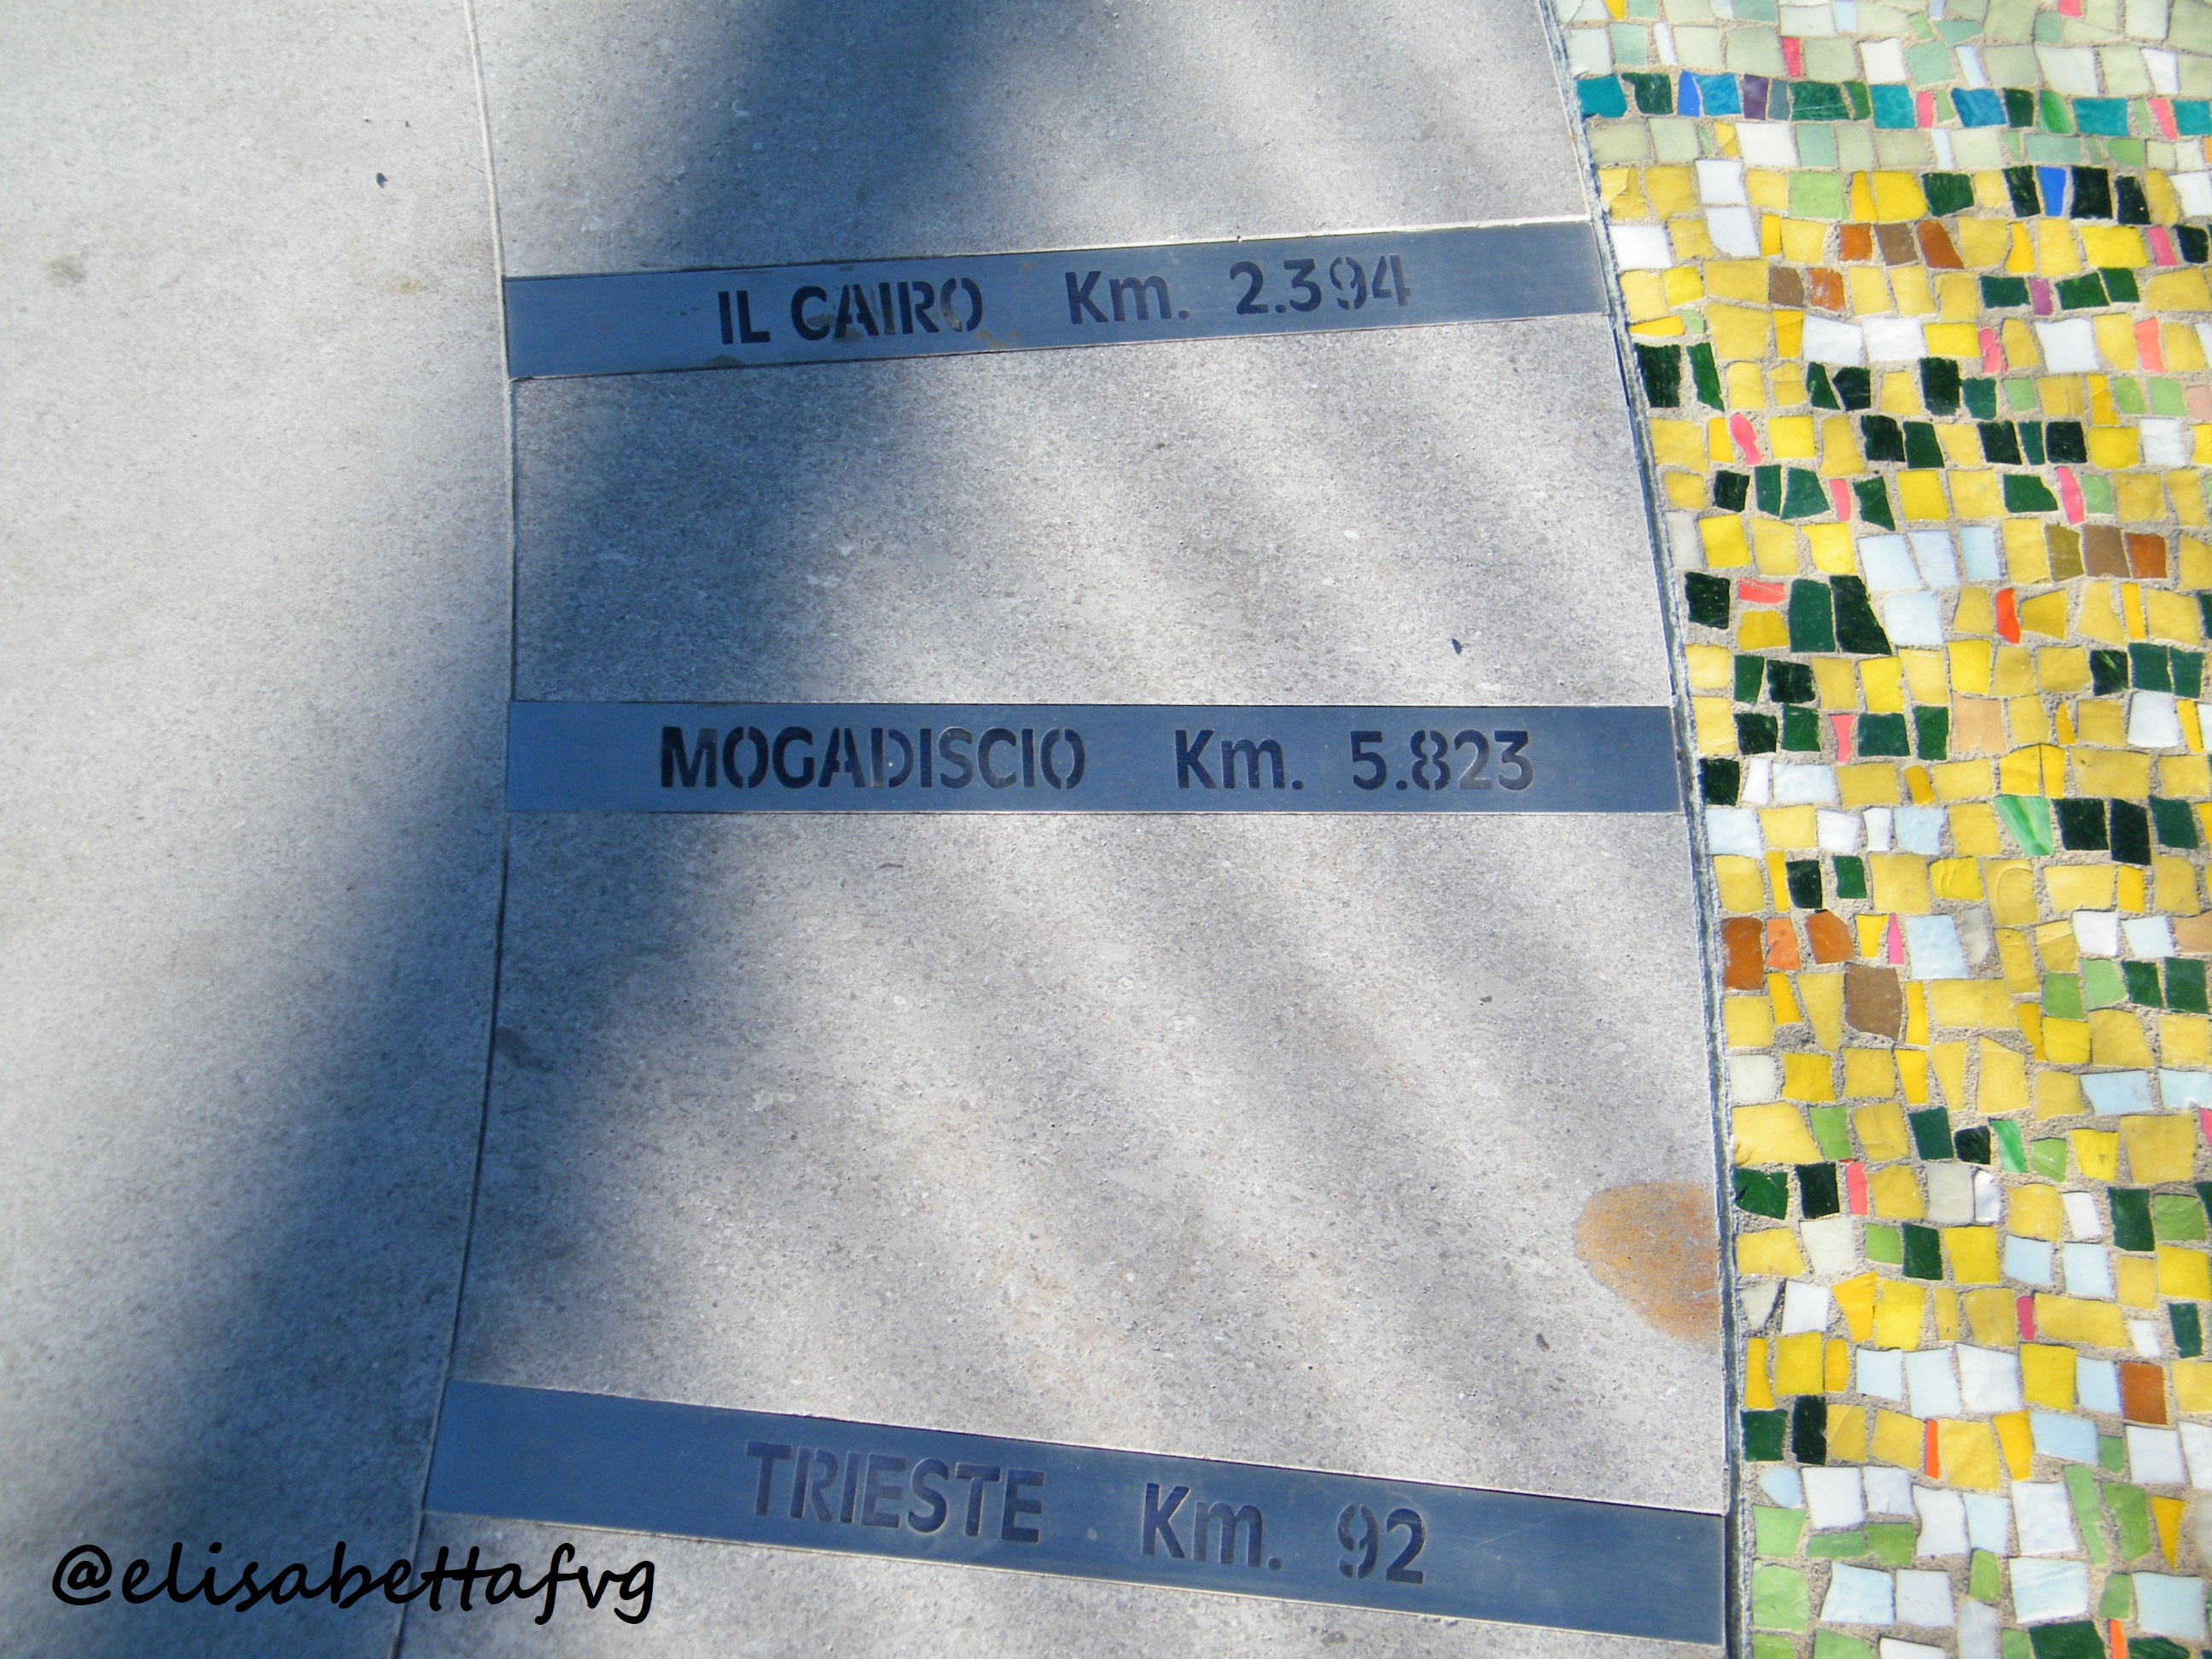 IL CAIRO Km. 2.394
MOGADISCIO Km. 5.823
TRIESTE Km. 92
@elisabettafvg